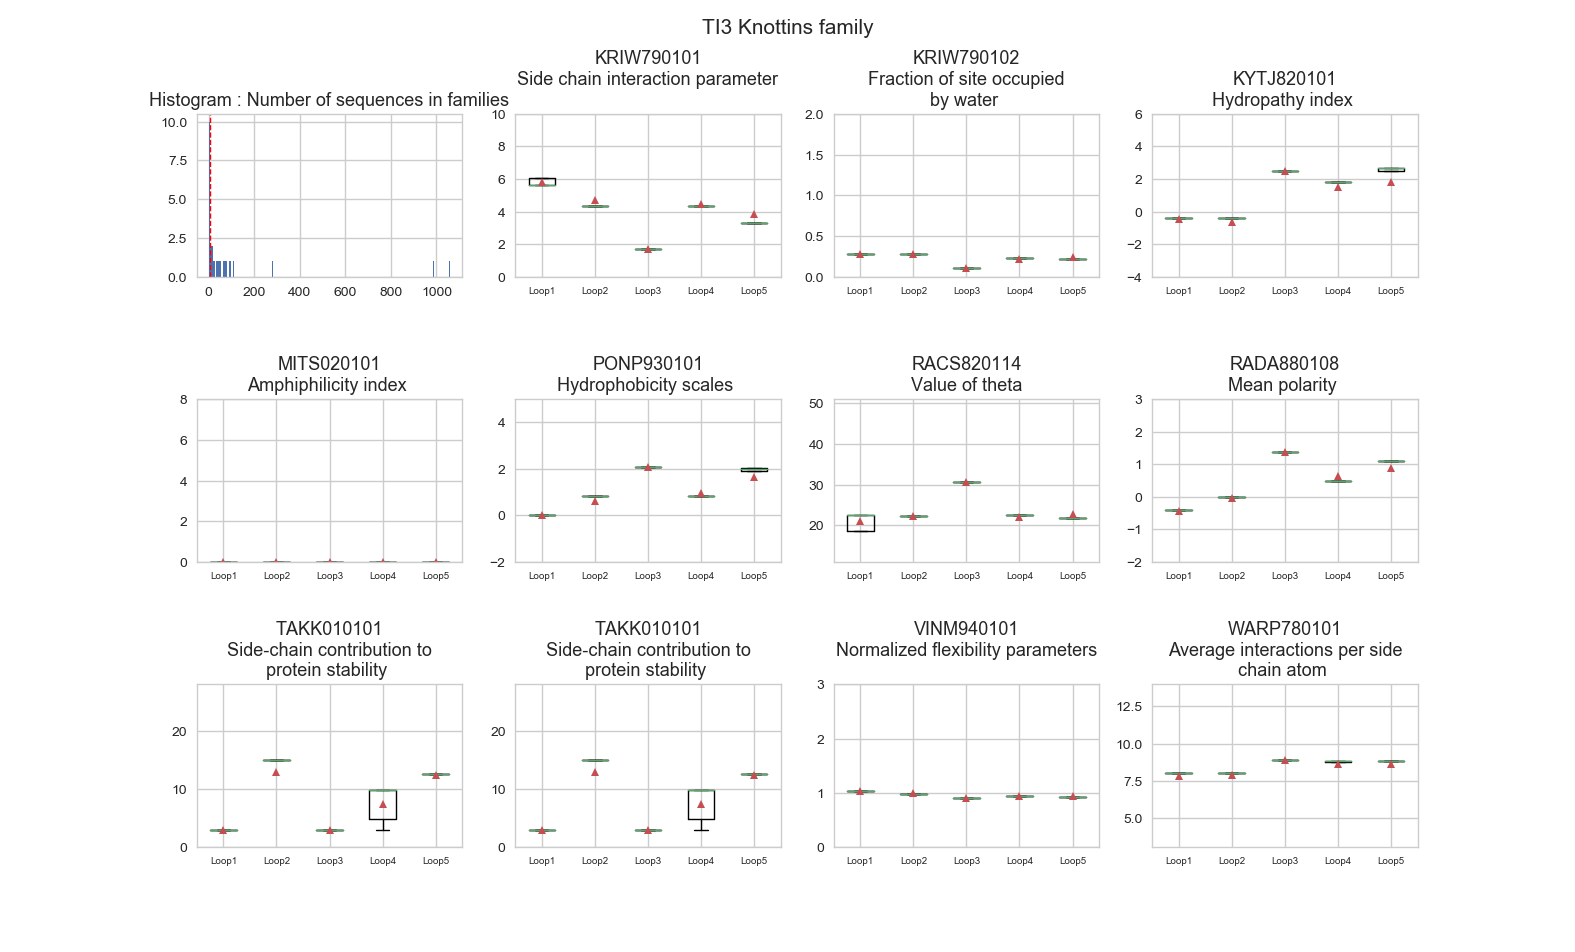 TI3 Knottins family
Histogram : Number of sequences in families
10.0
7.5
5.0
2.5
0.0
0 200 400 600 800 1000
KRIW790101
Side chain interaction parameter
10
8
6
4
2
0
Loop1 Loop2 Loop3 Loop4 Loop5
KRIW790102
Fraction of site occupied
by water
2.0
1.5
1.0
0.5
0.0
Loop1 Loop2 Loop3 Loop4 Loop5
KYTJ820101
Hydropathy index
6
4
2
0
−2
−4
Loop1 Loop2 Loop3 Loop4 Loop5
MITS020101
Amphiphilicity index
8
6
4
2
0
Loop1 Loop2 Loop3 Loop4 Loop5
PONP930101
Hydrophobicity scales
4
2
0
−2
Loop1 Loop2 Loop3 Loop4 Loop5
RACS820114
Value of theta
50
40
30
20
Loop1 Loop2 Loop3 Loop4 Loop5
RADA880108
Mean polarity
3
2
1
0
−1
−2
Loop1 Loop2 Loop3 Loop4 Loop5
TAKK010101
Side-chain contribution to
protein stability
20
10
0
Loop1 Loop2 Loop3 Loop4 Loop5
TAKK010101
Side-chain contribution to
protein stability
20
10
0
Loop1 Loop2 Loop3 Loop4 Loop5
VINM940101
Normalized flexibility parameters
3
2
1
0
Loop1 Loop2 Loop3 Loop4 Loop5
WARP780101
Average interactions per side
chain atom
12.5
10.0
7.5
5.0
Loop1 Loop2 Loop3 Loop4 Loop5